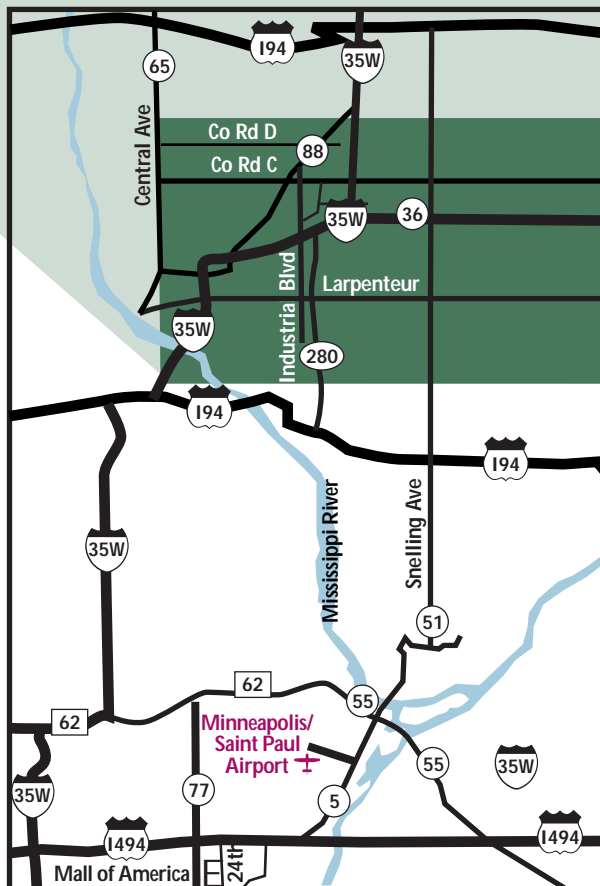 I94
35W
65
Central Ave
Co Rd D
88
Co Rd C
35W
36
Industrial Blvd
Larpenteur
35W
280
I94
I94
Mississippi River
Snelling Ave
35W
51
62
55
62
Minneapolis/
Saint Paul
Airport
55
35W
77
5
35W
I494
I494
24th
Mall of America